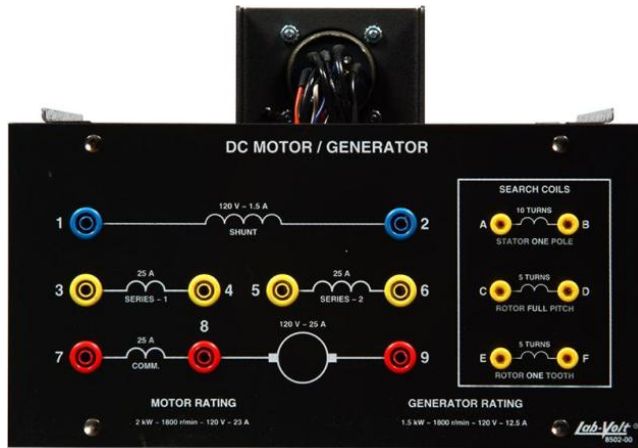 DC MOTOR / GENERATOR
SEARCH COILS
120 V – 1.5 A
1
2
SHUNT
10 TURNS
A
B
STATOR ONE POLE
25 A
25 A
3
4
5
6
SERIES – 1
SERIES – 2
5 TURNS
C
D
ROTOR FULL PITCH
8
25 A
120 V – 25 A
7
9
COMM.
5 TURNS
E
F
ROTOR ONE TOOTH
MOTOR RATING
GENERATOR RATING
2 kW – 1800 r/min – 120 V – 23 A
1.5 kW – 1800 r/min – 120 V – 12.5 A
Lab-Volt ®
8502-00